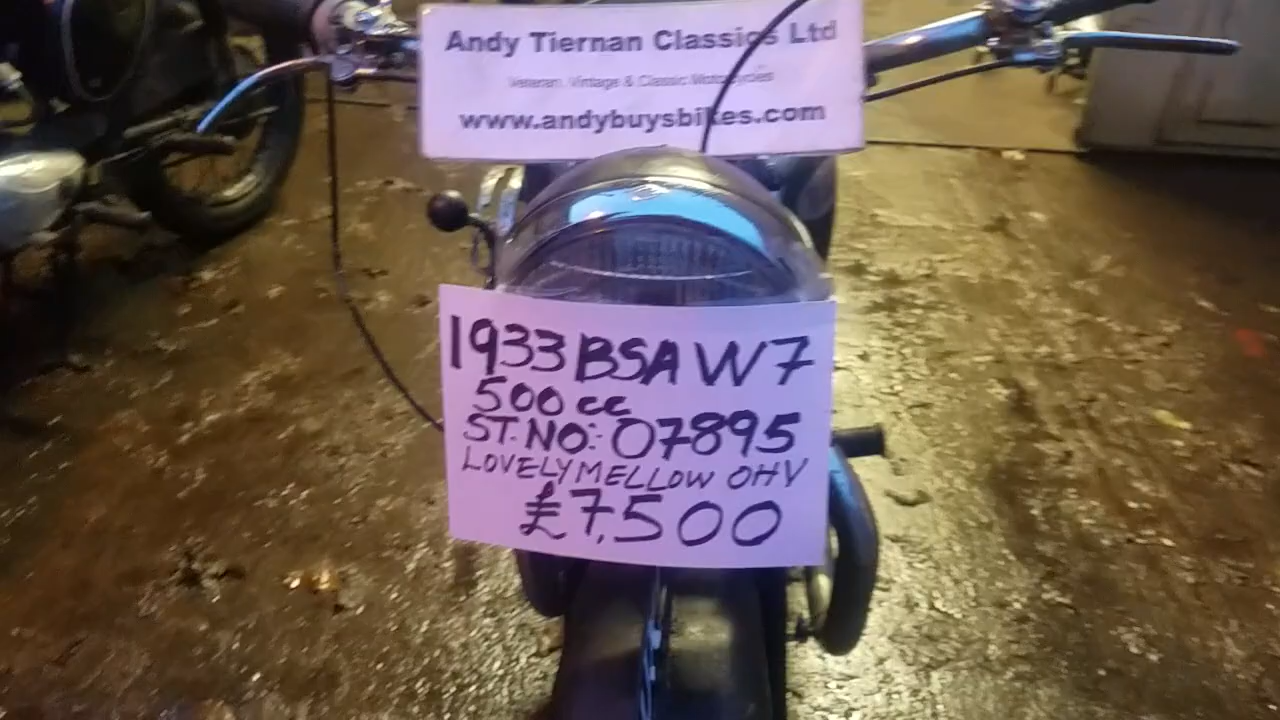 Andy Tiernan Classics Ltd
Veteran, Vintage & Classic Motorcycles
www.andybuysbikes.com
1933 BSA W7
500 cc
ST. NO:- 07895
LOVELY MELLOW OHV
£7,500